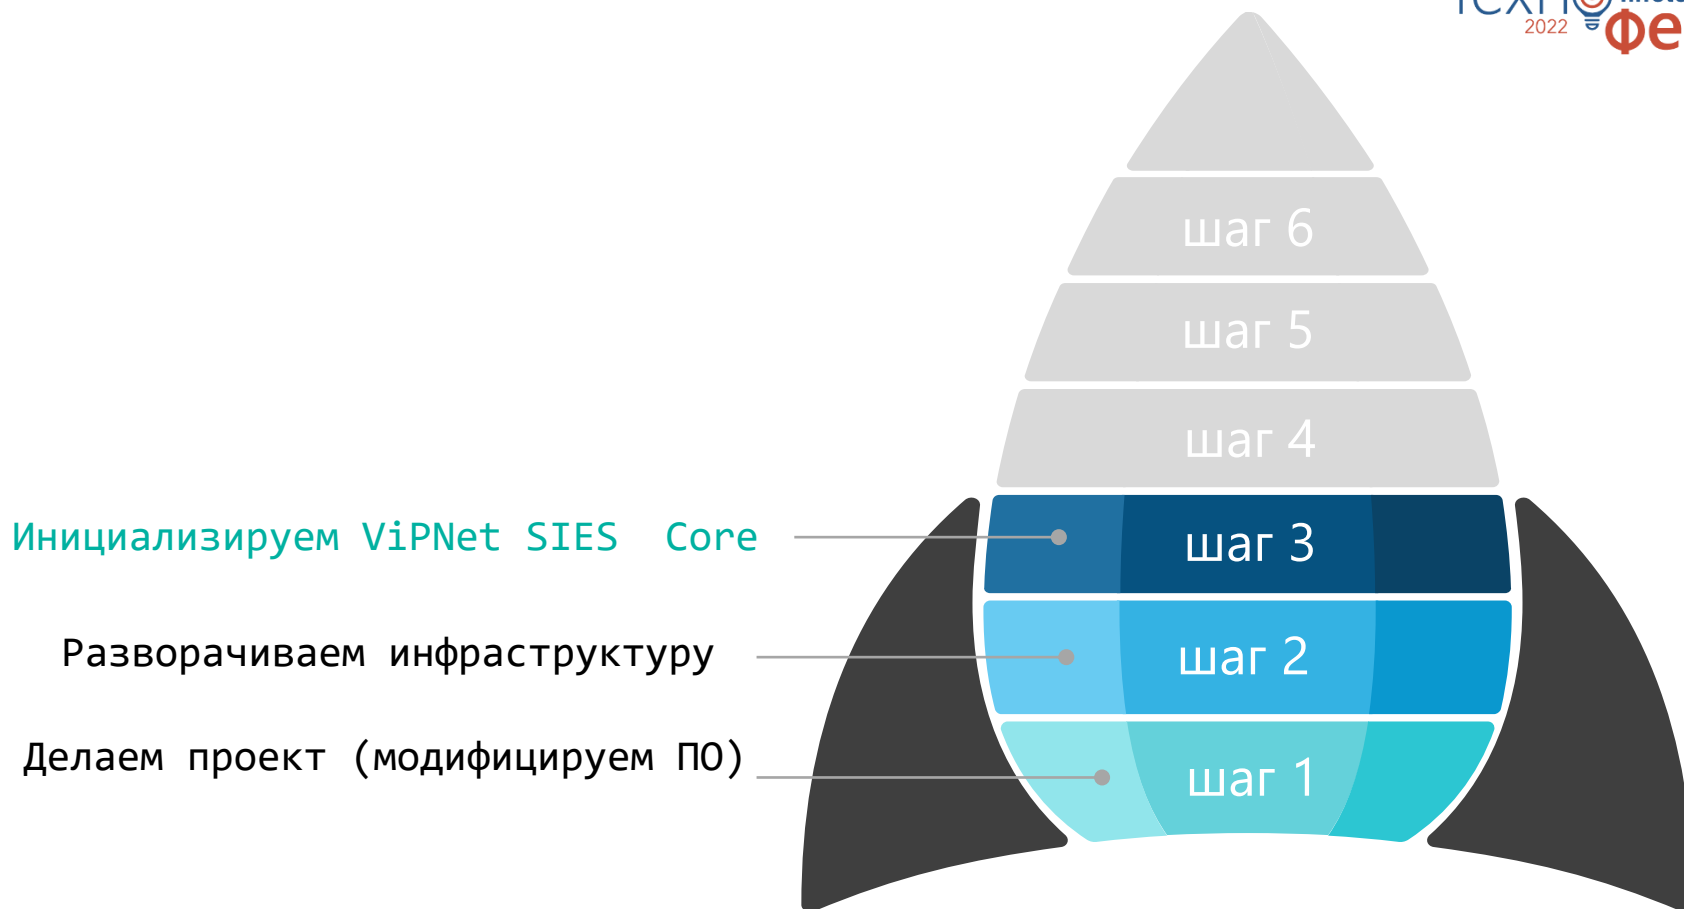 2022
шаг 6
шаг 5
шаг 4
Инициализируем ViPNet SIES Core
шаг 3
Разворачиваем инфраструктуру
шаг 2
Делаем проект (модифицируем ПО)
шаг 1